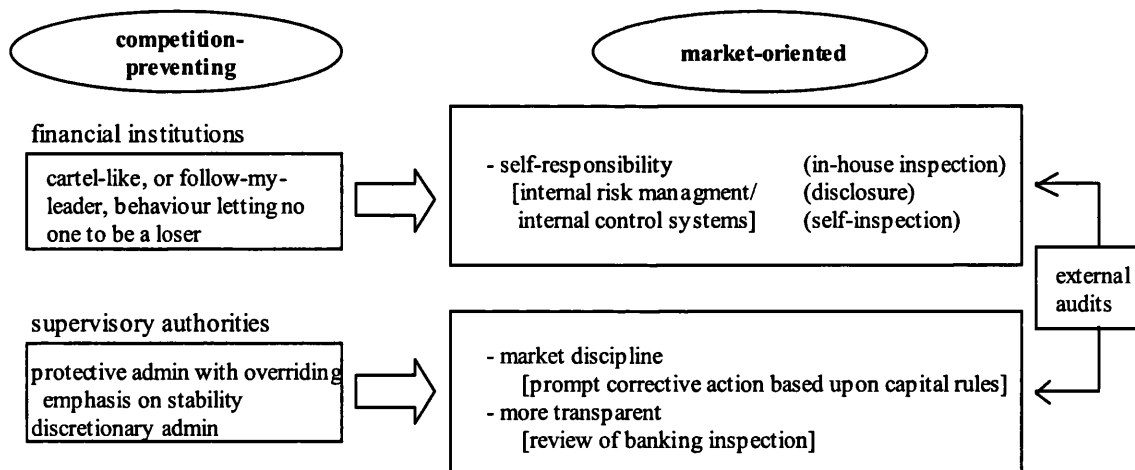 competition-
preventing
market-oriented
financial institutions
cartel-like, or follow-my-
leader, behaviour letting no
one to be a loser
- self-responsibility (in-house inspection)
[internal risk managment/ (disclosure)
internal control systems] (self-inspection)
external
audits
supervisory authorities
protective admin with overriding
emphasis on stability
discretionary admin
- market discipline
[prompt corrective action based upon capital rules]
- more transparent
[review of banking inspection]